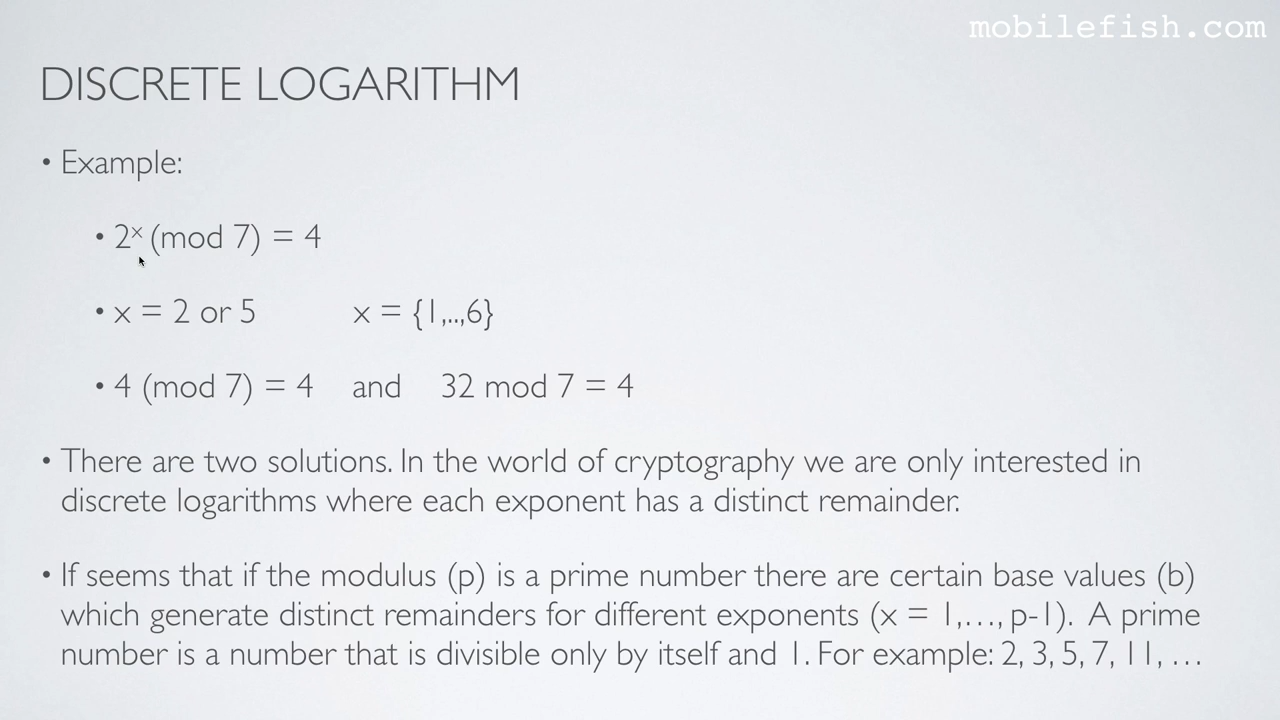 mobilefish.com
DISCRETE LOGARITHM
• Example:
• 2ˣ (mod 7) = 4
• x = 2 or 5 x = {1,..,6}
• 4 (mod 7) = 4 and 32 mod 7 = 4
• There are two solutions. In the world of cryptography we are only interested in
discrete logarithms where each exponent has a distinct remainder.
• If seems that if the modulus (p) is a prime number there are certain base values (b)
which generate distinct remainders for different exponents (x = 1,…, p-1). A prime
number is a number that is divisible only by itself and 1. For example: 2, 3, 5, 7, 11, …